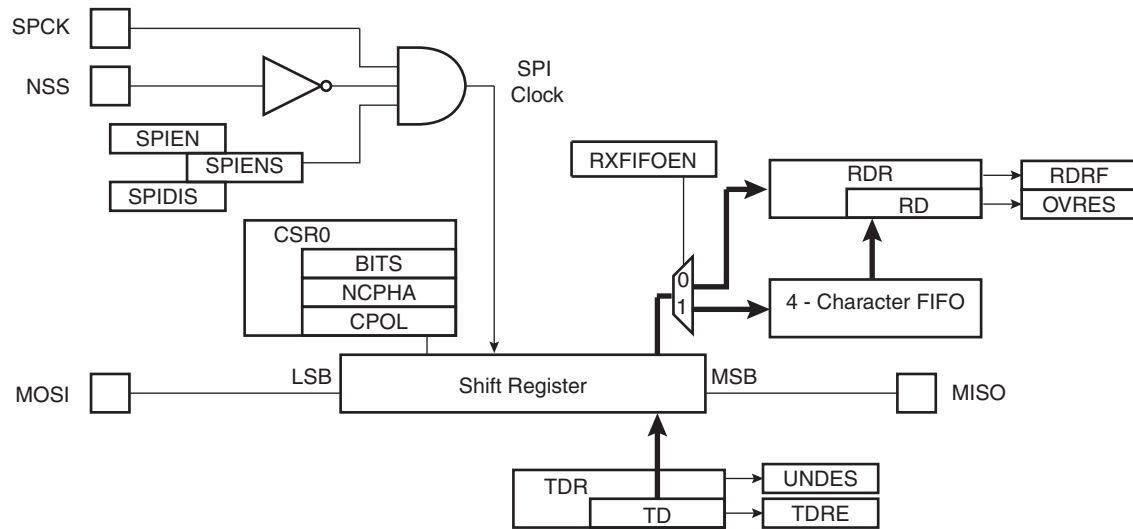 SPCK
NSS
SPI
Clock
SPIEN
SPIENS
SPIDIS
RXFIFOEN
RDR
RD
RDRF
OVRES
CSR0
BITS
NCPHA
CPOL
0
1
4 - Character FIFO
MOSI
LSB
Shift Register
MSB
MISO
TDR
TD
UNDES
TDRE